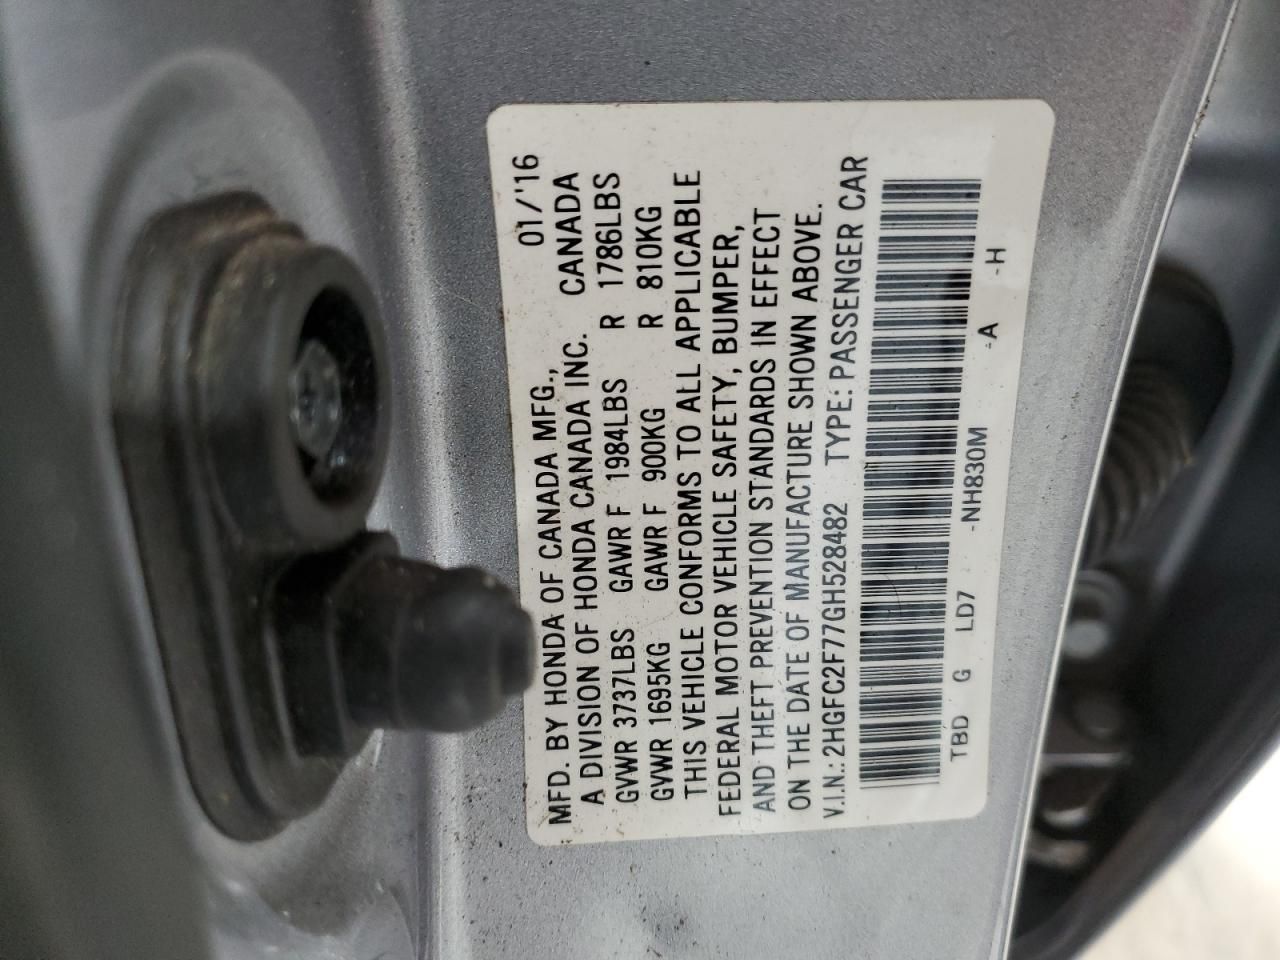 MFD. BY HONDA OF CANADA MFG., 01/'16
A DIVISION OF HONDA CANADA INC. CANADA
GVWR 3737LBS GAWR F 1984LBS R 1786LBS
GVWR 1695KG GAWR F 900KG R 810KG
THIS VEHICLE CONFORMS TO ALL APPLICABLE
FEDERAL MOTOR VEHICLE SAFETY, BUMPER,
AND THEFT PREVENTION STANDARDS IN EFFECT
ON THE DATE OF MANUFACTURE SHOWN ABOVE.
V.I.N.: 2HGFC2F77GH528482 TYPE: PASSENGER CAR
TBD G LD7 -NH830M -A -H